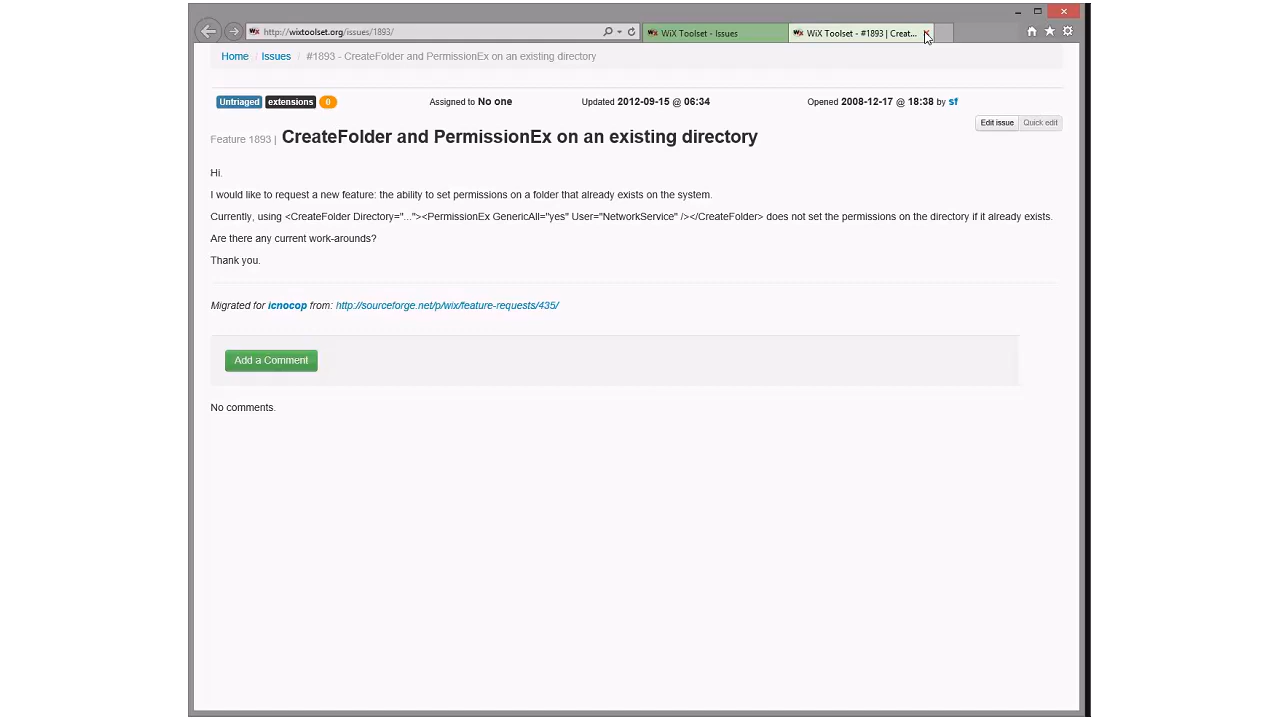 http://wixtoolset.org/issues/1893/
WiX Toolset - Issues
WiX Toolset - #1893 | Creat...
Home / Issues / #1893 - CreateFolder and PermissionEx on an existing directory
Untriaged extensions 0 Assigned to No one Updated 2012-09-15 @ 06:34 Opened 2008-12-17 @ 18:38 by sf
Edit issue Quick edit
Feature 1893 | CreateFolder and PermissionEx on an existing directory
Hi.
I would like to request a new feature: the ability to set permissions on a folder that already exists on the system.
Currently, using <CreateFolder Directory="..."><PermissionEx GenericAll="yes" User="NetworkService" /></CreateFolder> does not set the permissions on the directory if it already exists.
Are there any current work-arounds?
Thank you.
Migrated for icnocop from: http://sourceforge.net/p/wix/feature-requests/435/
Add a Comment
No comments.